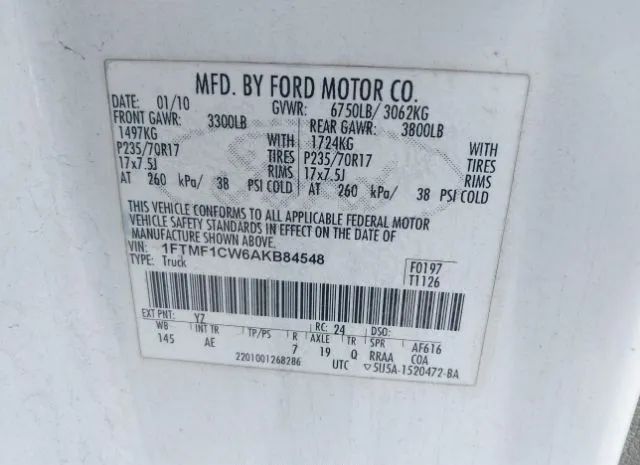 MFD. BY FORD MOTOR CO.
DATE: 01/10 GVWR: 6750LB/ 3062KG
FRONT GAWR: 3300LB REAR GAWR: 3800LB
1497KG WITH 1724KG WITH
P235/70R17 TIRES P235/70R17 TIRES
17x7.5J RIMS 17x7.5J RIMS
AT 260 kPa/ 38 PSI COLD AT 260 kPa/ 38 PSI COLD
THIS VEHICLE CONFORMS TO ALL APPLICABLE FEDERAL MOTOR
VEHICLE SAFETY STANDARDS IN EFFECT ON THE DATE OF
MANUFACTURE SHOWN ABOVE.
VIN: 1FTMF1CW6AKB84548 F0197
TYPE: Truck T1126
EXT PNT: YZ RC: 24 DSO:
WB INT TR TP/PS R AXLE TR SPR AF616
145 AE 7 19 Q RRAA COA
2201001268286 UTC ▽5U5A-1520472-BA